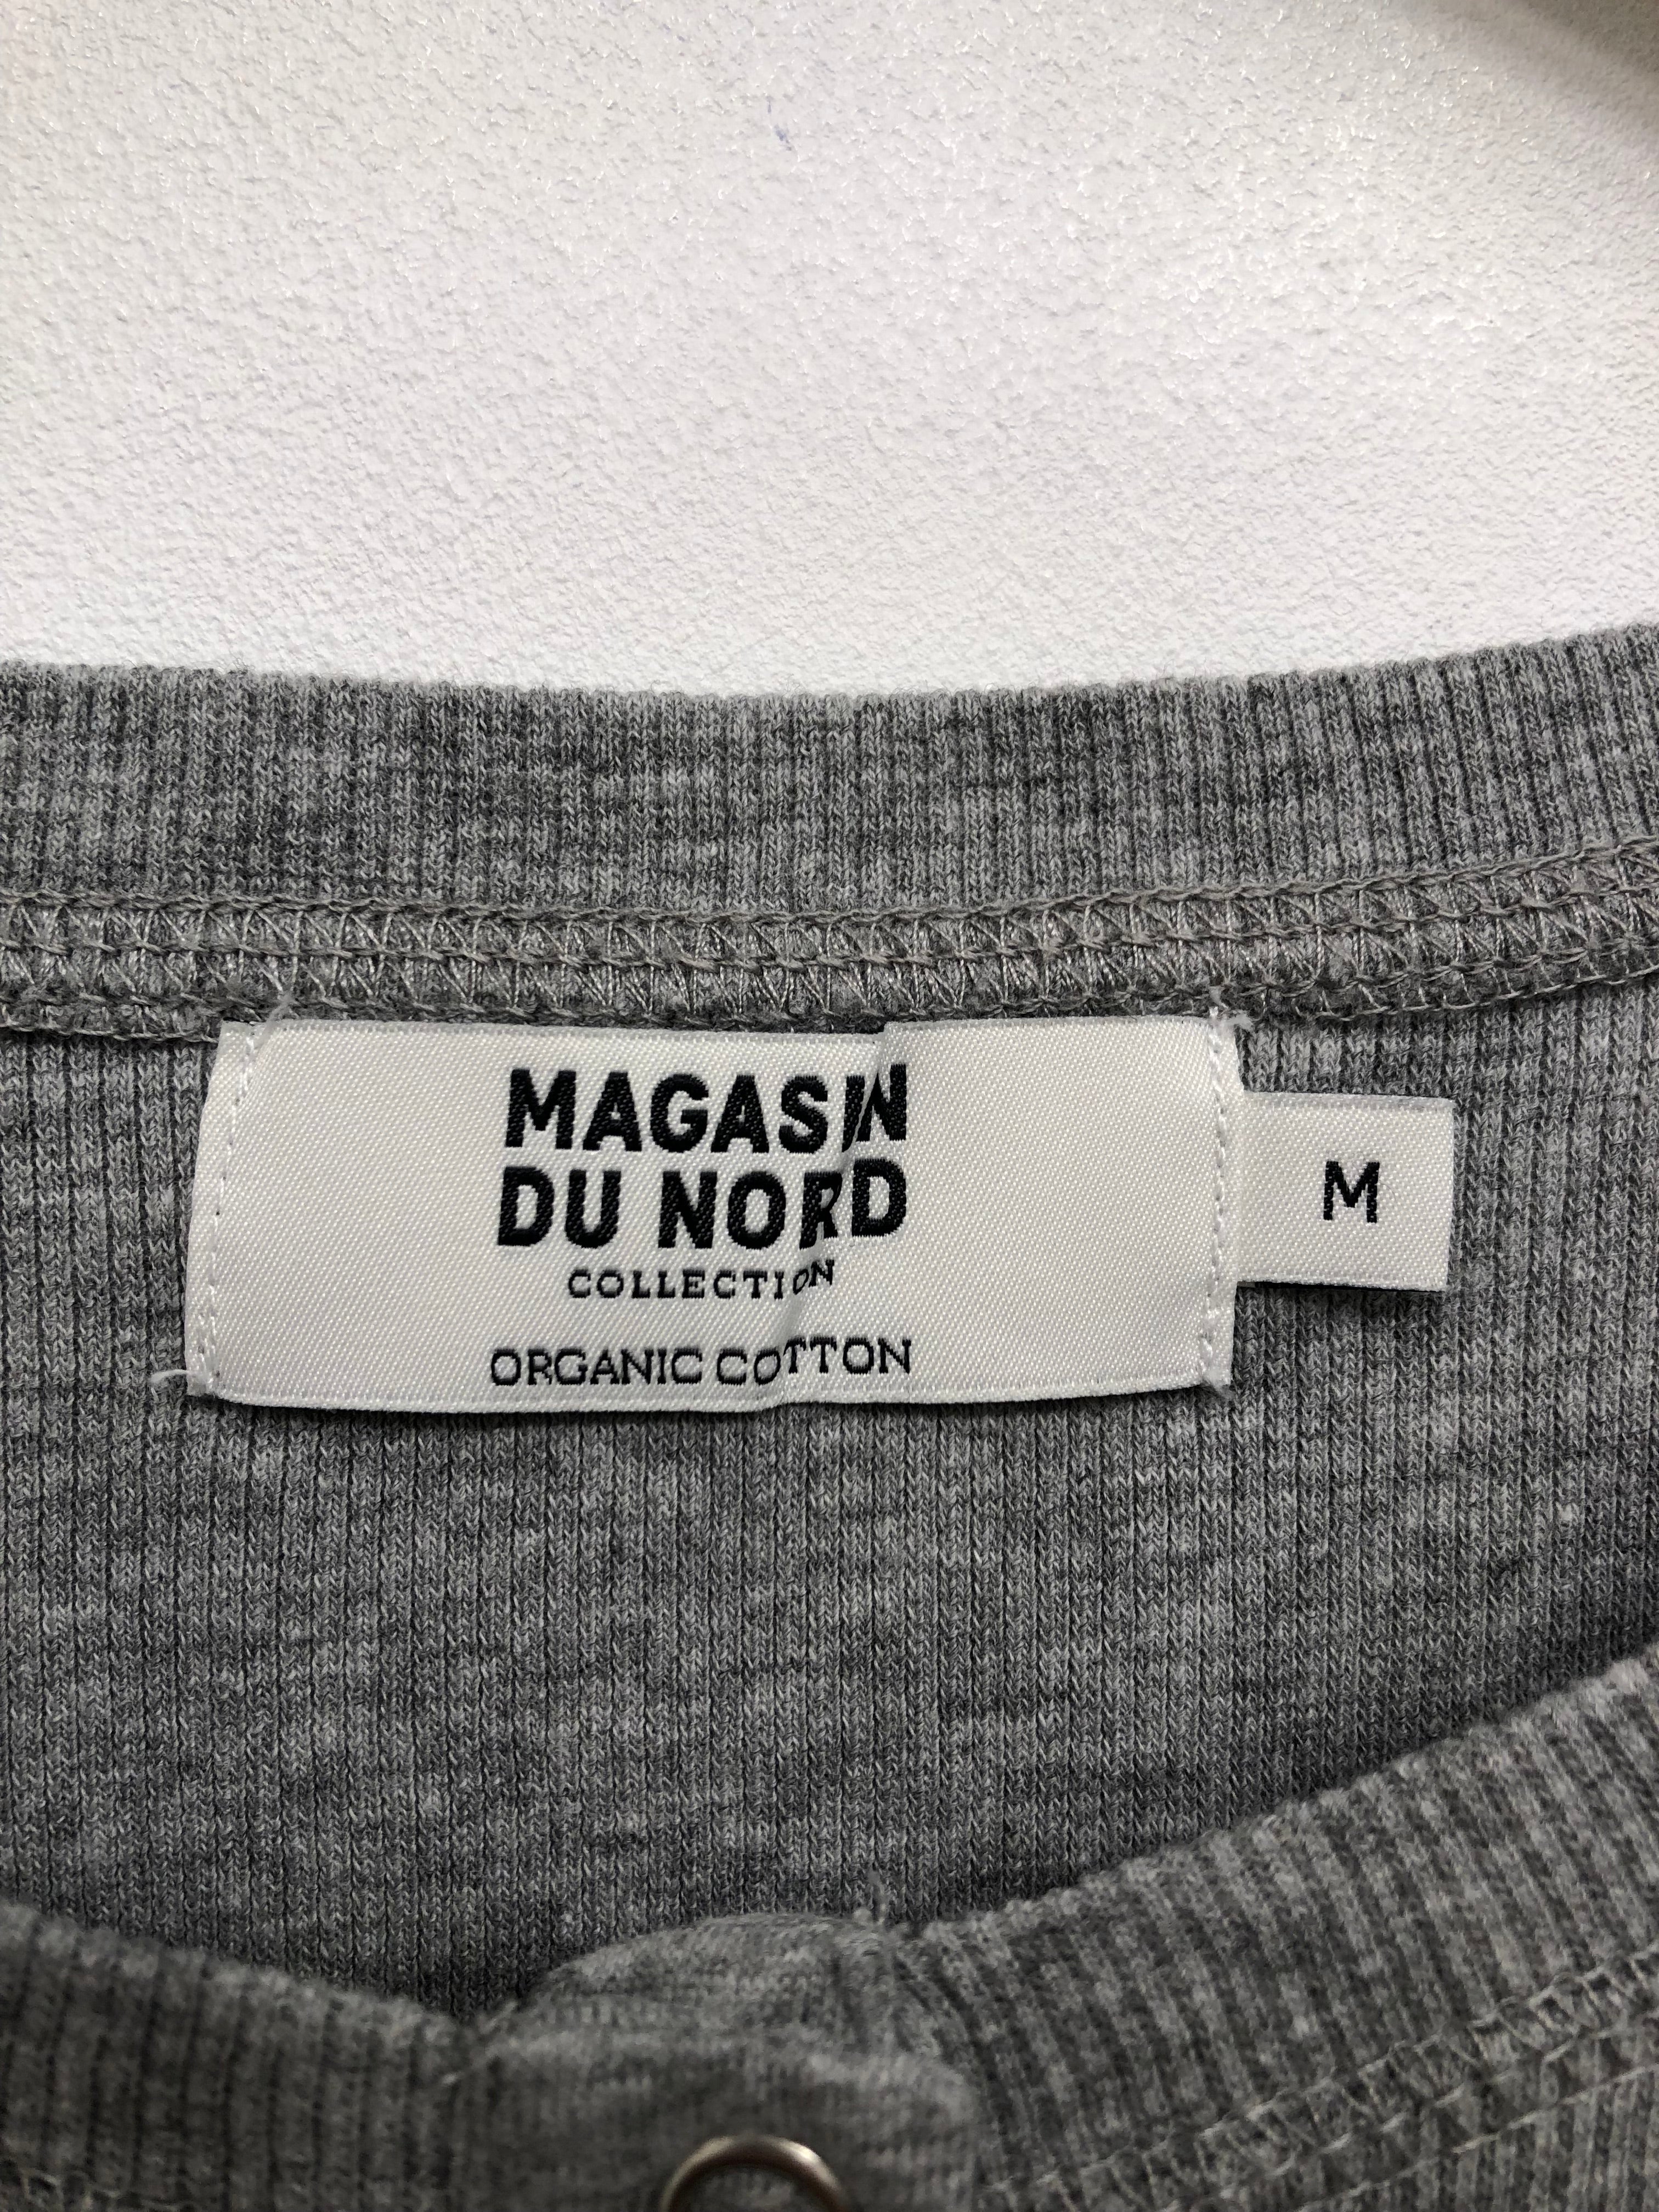 MAGASIN
DU NORD
COLLECTION
ORGANIC COTTON
M